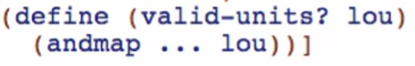 (define (valid-units? lou)
(andmap ... lou))]